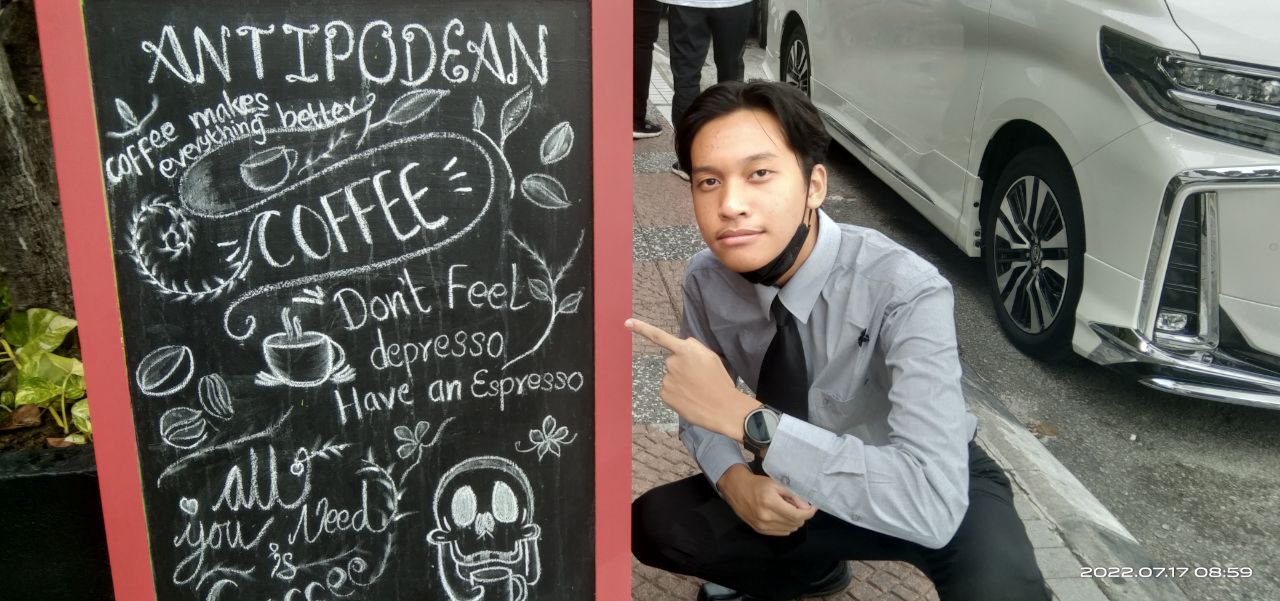 ANTIPODEAN
coffee makes
everything better
COFFEE
Don't Feel
depresso
Have an Espresso
all
you Need
is
Coffee
2022.07.17 08:59